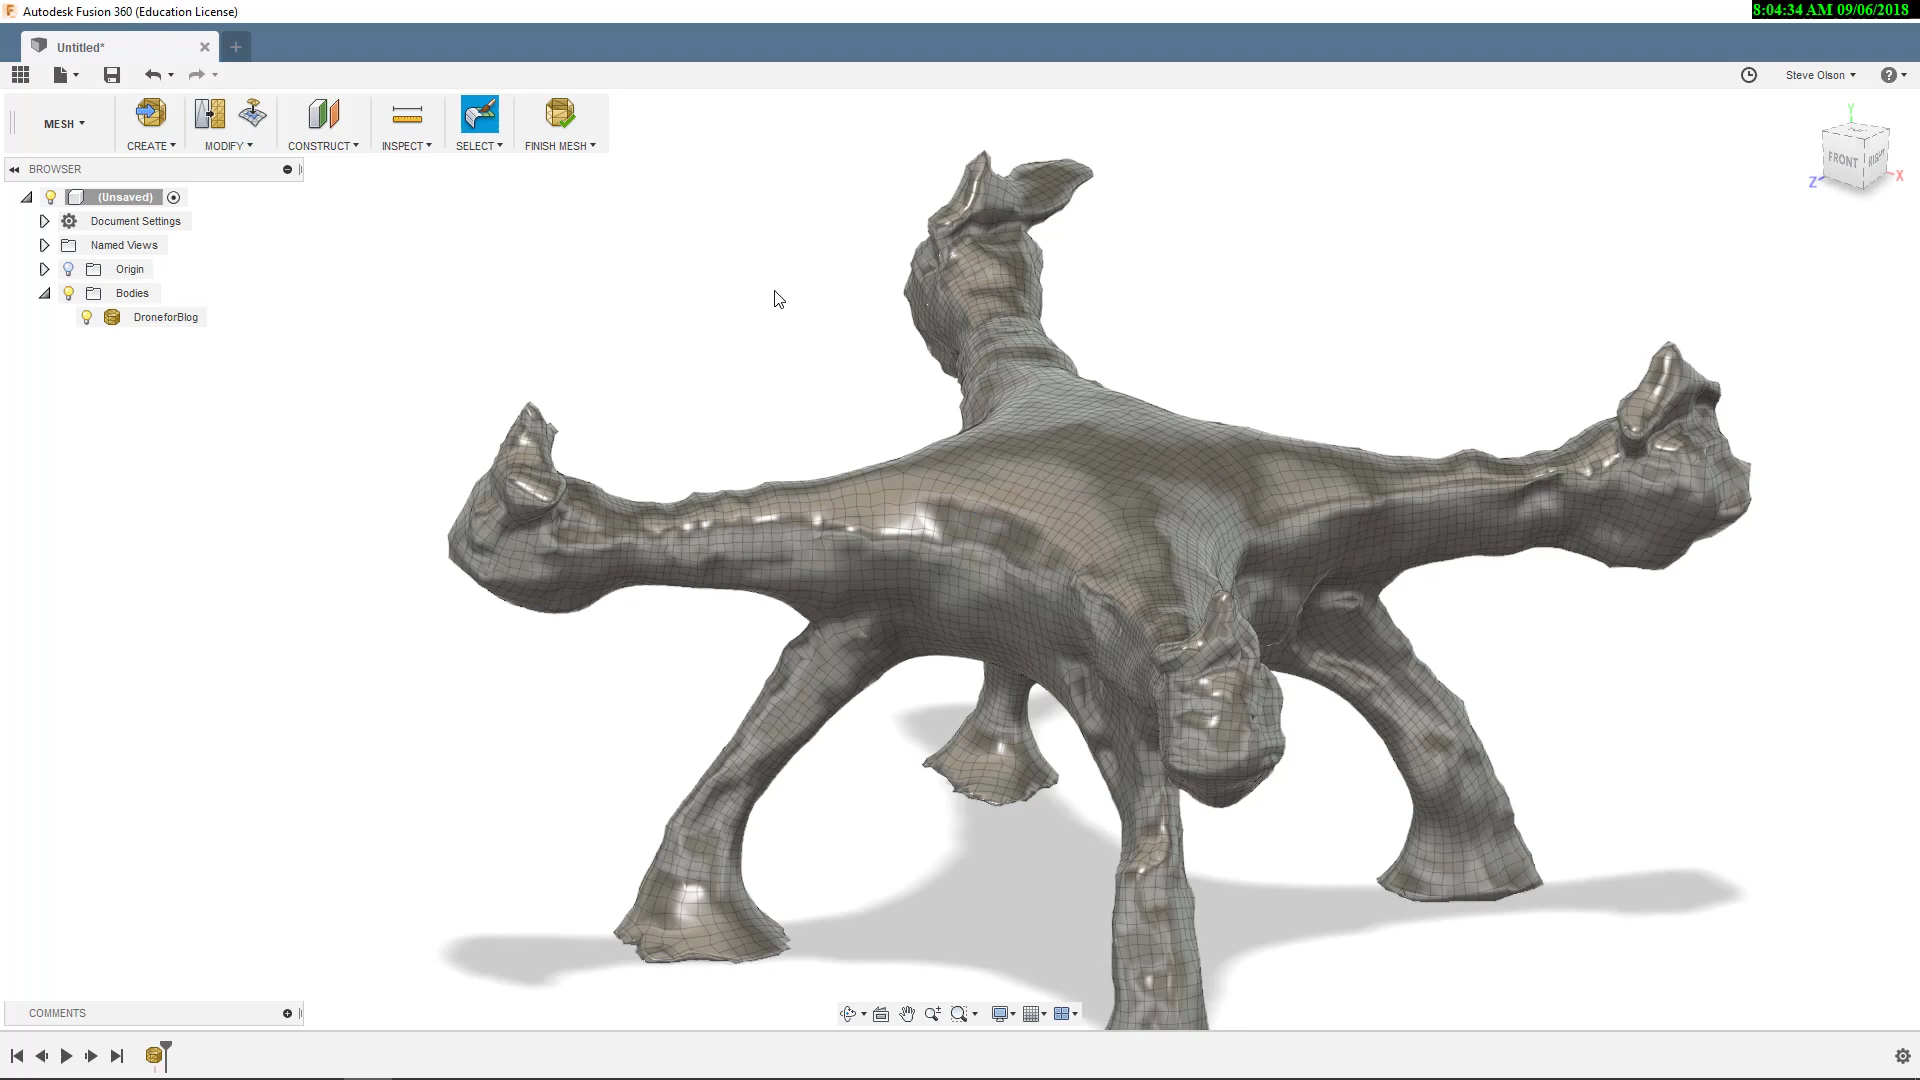 Autodesk Fusion 360 (Education License)
8:04:34 AM 09/06/2018
Untitled*
Steve Olson
MESH
CREATE
MODIFY
CONSTRUCT
INSPECT
SELECT
FINISH MESH
BROWSER
(Unsaved)
Document Settings
Named Views
Origin
Bodies
DroneforBlog
Y
FRONT
RIGHT
Z
X
COMMENTS